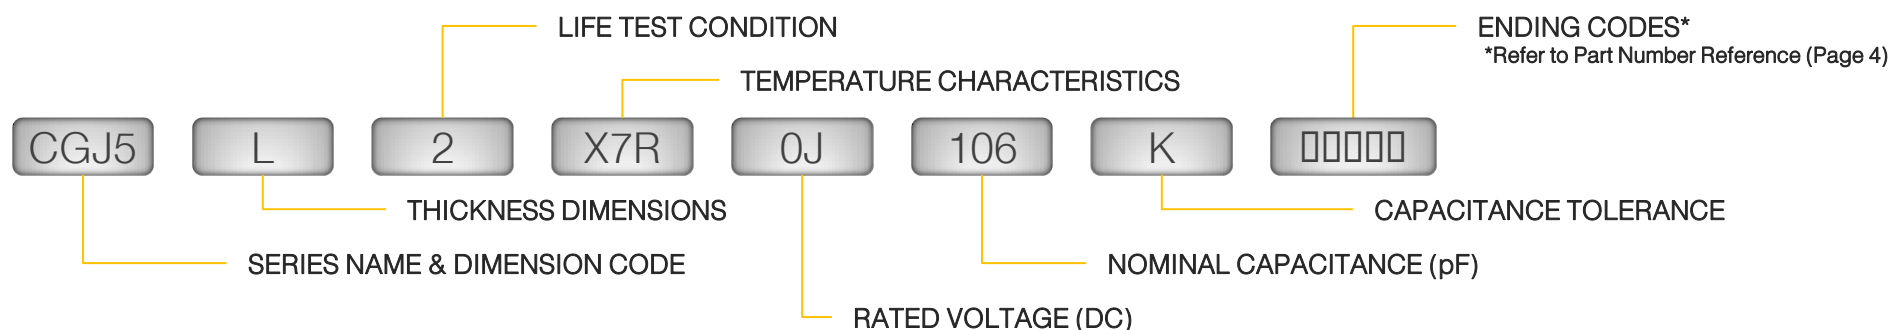 LIFE TEST CONDITION
ENDING CODES*
*Refer to Part Number Reference (Page 4)
TEMPERATURE CHARACTERISTICS
CGJ5 L 2 X7R 0J 106 K ▯▯▯▯▯
THICKNESS DIMENSIONS
CAPACITANCE TOLERANCE
SERIES NAME & DIMENSION CODE
NOMINAL CAPACITANCE (pF)
RATED VOLTAGE (DC)